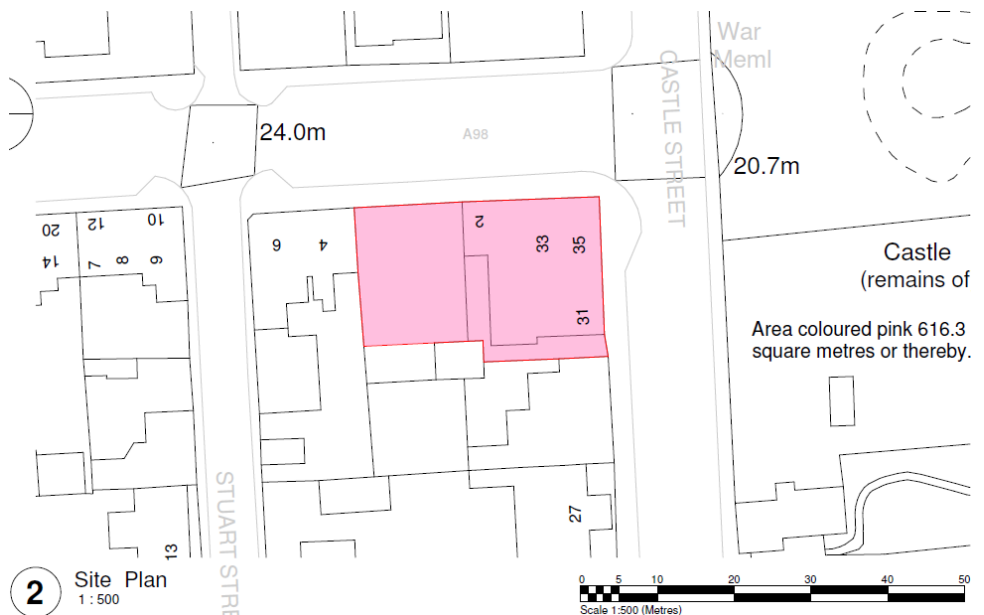 War
Meml
CASTLE STREET
24.0m
A98
20.7m
20
12
10
14
7
8
9
6
4
2
33
35
31
Castle
(remains of
Area coloured pink 616.3
square metres or thereby.
27
13
STUART STRE
2
Site Plan
1 : 500
0 5 10 20 30 40 50
Scale 1:500 (Metres)